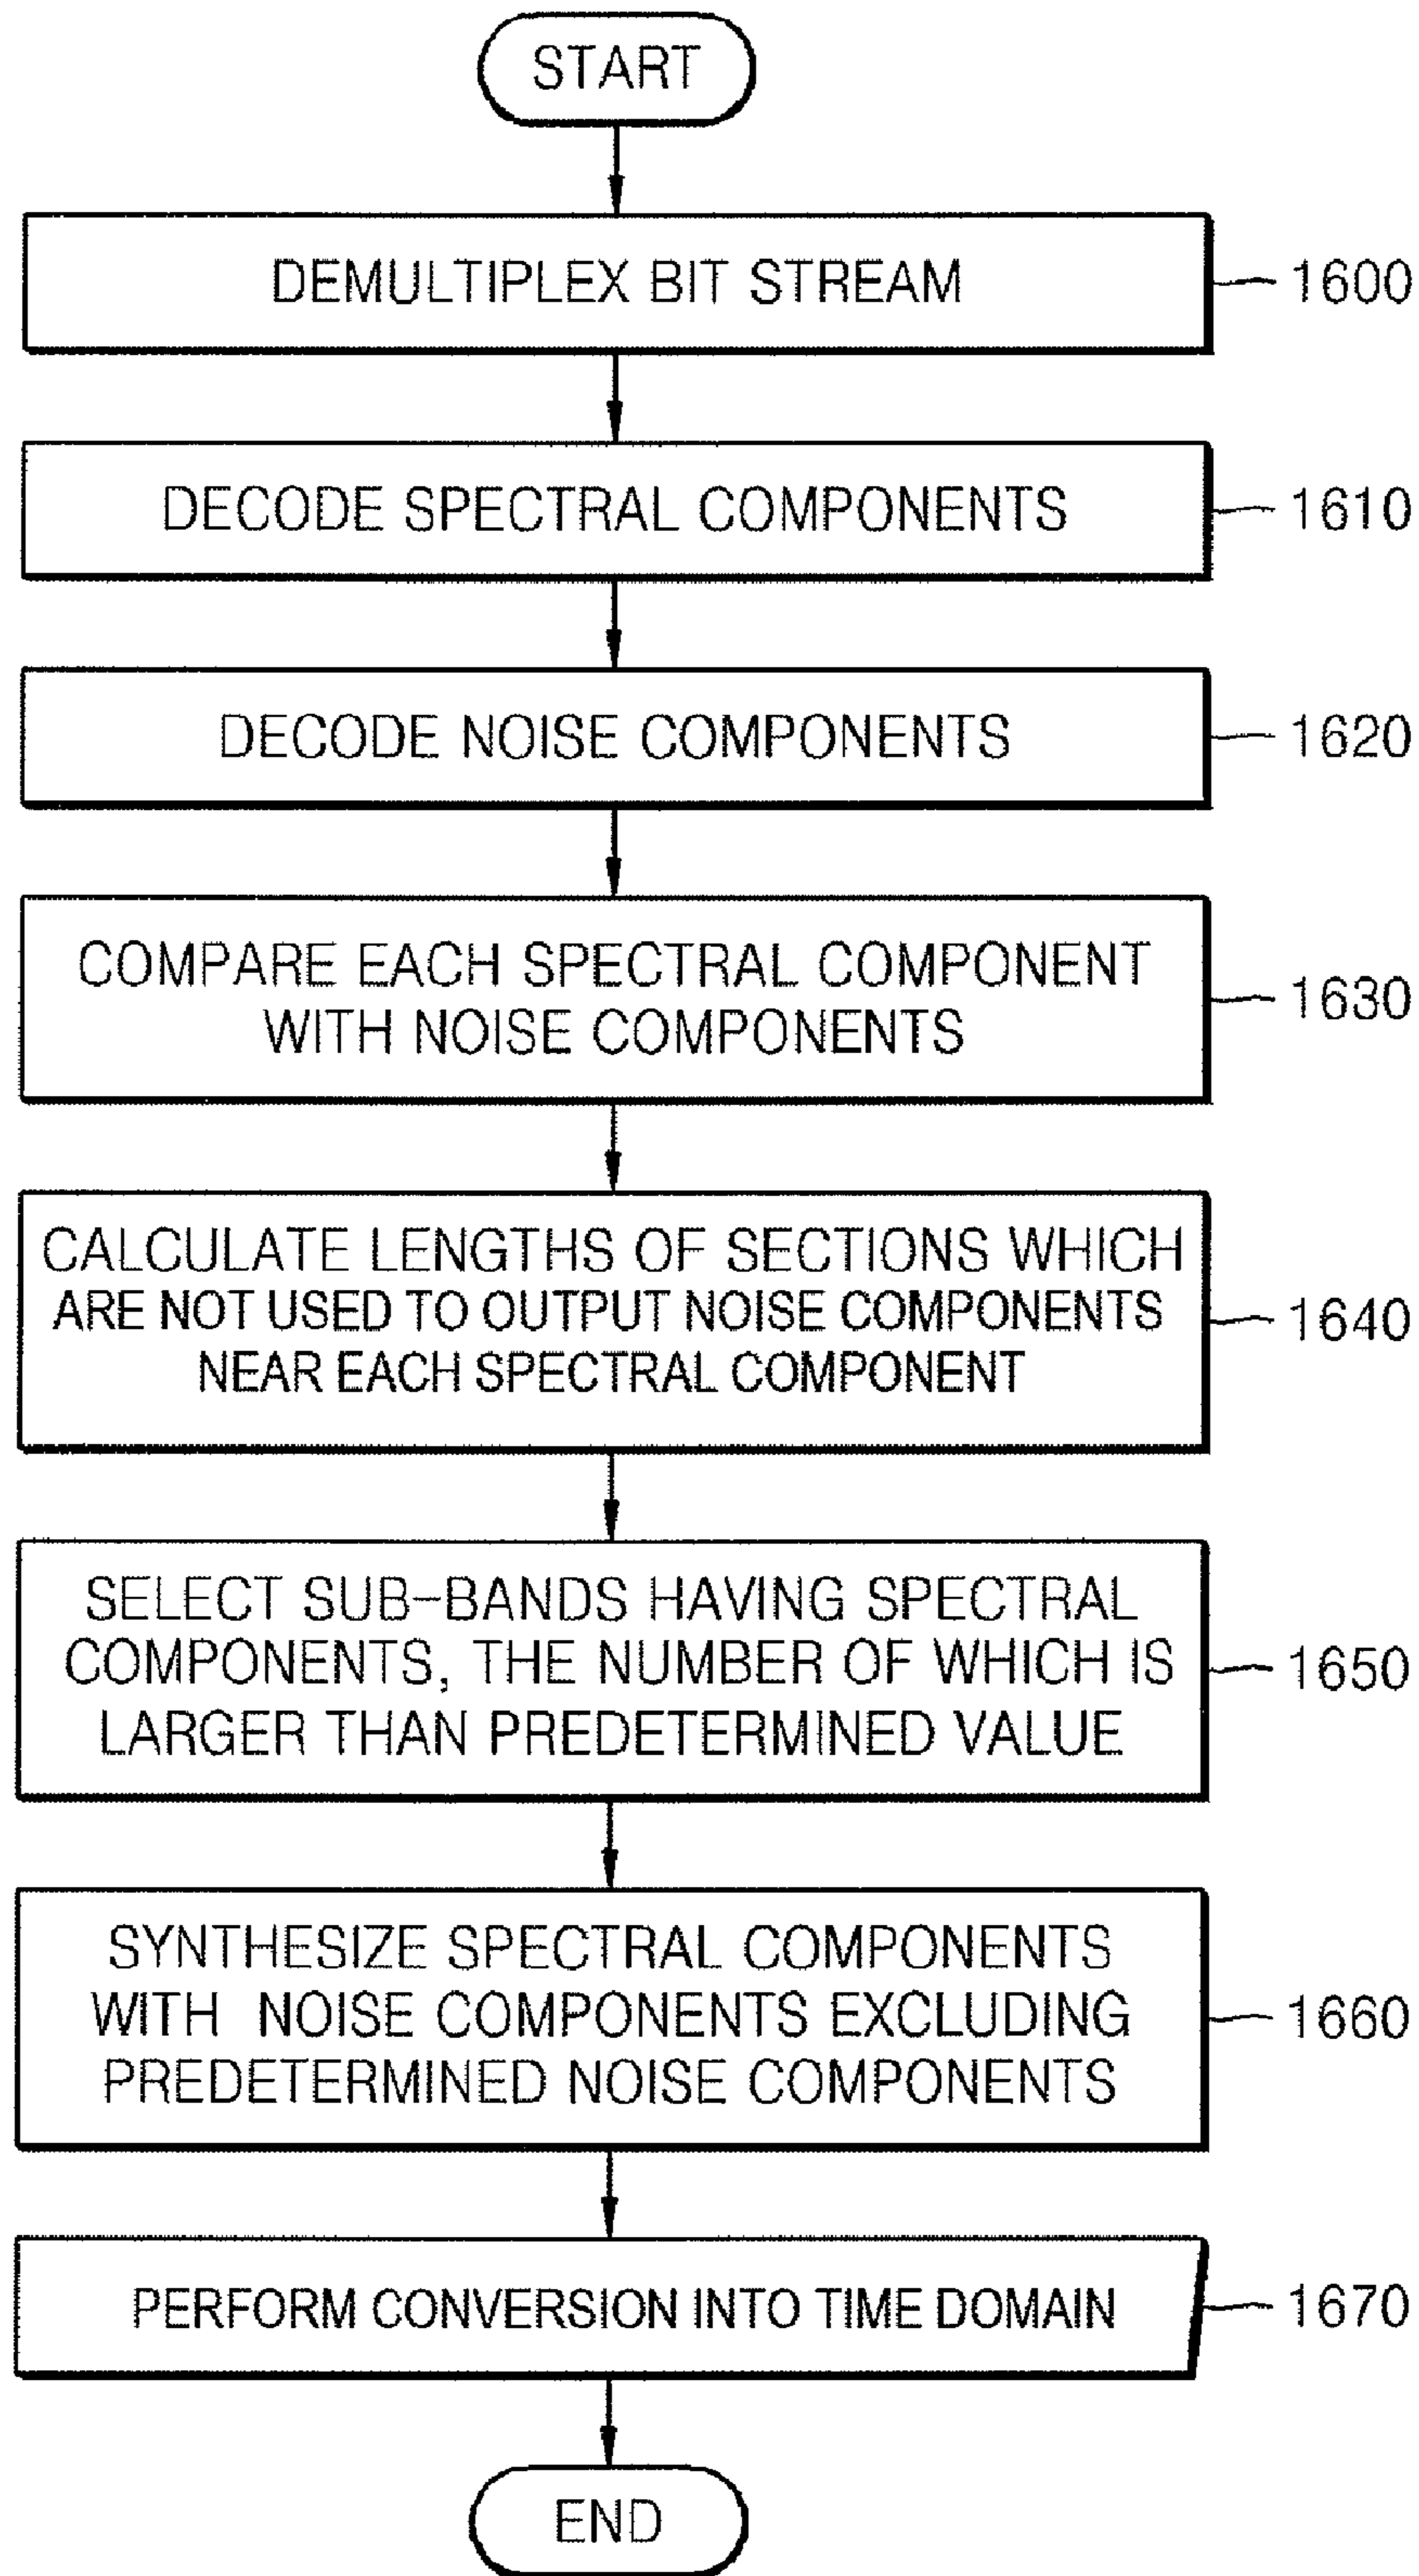 START
DEMULTIPLEX BIT STREAM
1600
DECODE SPECTRAL COMPONENTS
1610
DECODE NOISE COMPONENTS
1620
COMPARE EACH SPECTRAL COMPONENT
WITH NOISE COMPONENTS
1630
CALCULATE LENGTHS OF SECTIONS WHICH
ARE NOT USED TO OUTPUT NOISE COMPONENTS
NEAR EACH SPECTRAL COMPONENT
1640
SELECT SUB-BANDS HAVING SPECTRAL
COMPONENTS, THE NUMBER OF WHICH IS
LARGER THAN PREDETERMINED VALUE
1650
SYNTHESIZE SPECTRAL COMPONENTS
WITH NOISE COMPONENTS EXCLUDING
PREDETERMINED NOISE COMPONENTS
1660
PERFORM CONVERSION INTO TIME DOMAIN
1670
END